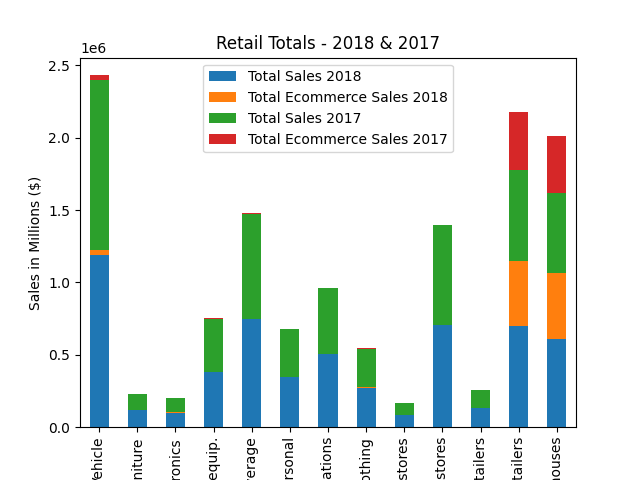 Retail Totals - 2018 & 2017
1e6
2.5
2.0
1.5
1.0
0.5
0.0
Sales in Millions ($)
Total Sales 2018
Total Ecommerce Sales 2018
Total Sales 2017
Total Ecommerce Sales 2017
ehicle
niture
ronics
equip.
erage
rsonal
ations
othing
stores
stores
tailers
tailers
ouses